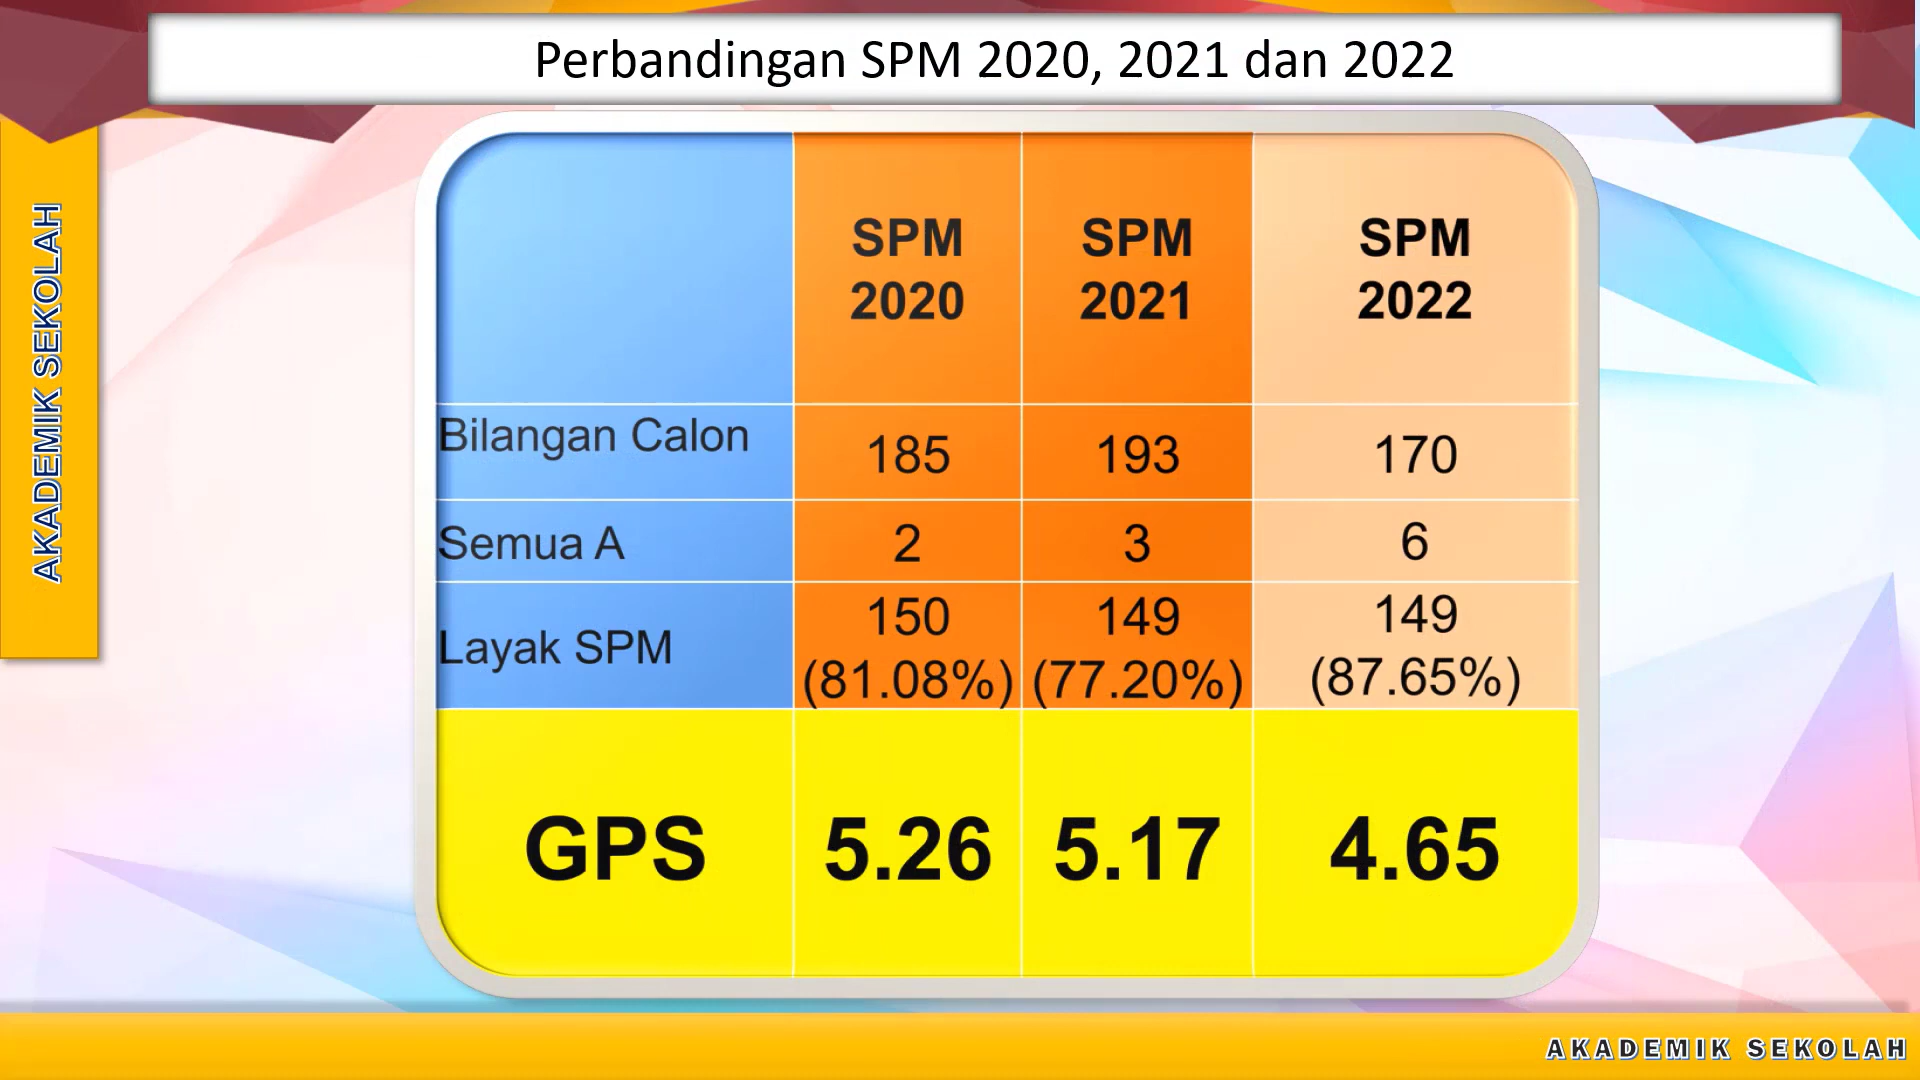 Perbandingan SPM 2020, 2021 dan 2022
AKADEMIK SEKOLAH
SPM SPM SPM
2020 2021 2022
Bilangan Calon 185 193 170
Semua A 2 3 6
Layak SPM 150 149 149
(81.08%) (77.20%) (87.65%)
GPS 5.26 5.17 4.65
AKADEMIK SEKOLAH